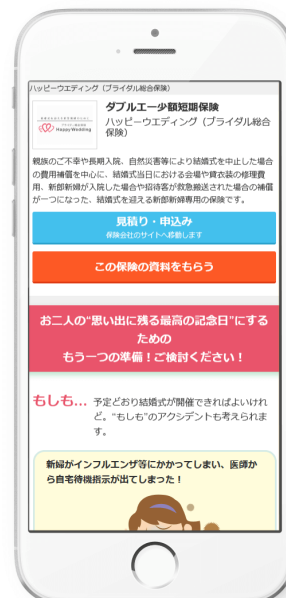 ハッピーウエディング（ブライダル総合保険）
Happy Wedding
ダブルエー少額短期保険
ハッピーウエディング（ブライダル総合
保険）
親族のご不幸や長期入院、自然災害等により結婚式を中止した場合
の費用補償を中心に、結婚式当日における会場や貸衣装の修理費
用、新郎新婦が入院した場合や招待客が救急搬送された場合の補償
が一つになった、結婚式を迎える新郎新婦専用の保険です。
見積り・申込み
保険会社のサイトへ移動します
この保険の資料をもらう
お二人の“思い出に残る最高の記念日”にする
ための
もう一つの準備！ご検討ください！
もしも... 予定どおり結婚式が開催できればよいけれ
ど。“もしも”のアクシデントも考えられま
す。
新婦がインフルエンザ等にかかってしまい、医師か
ら自宅待機指示が出てしまった！